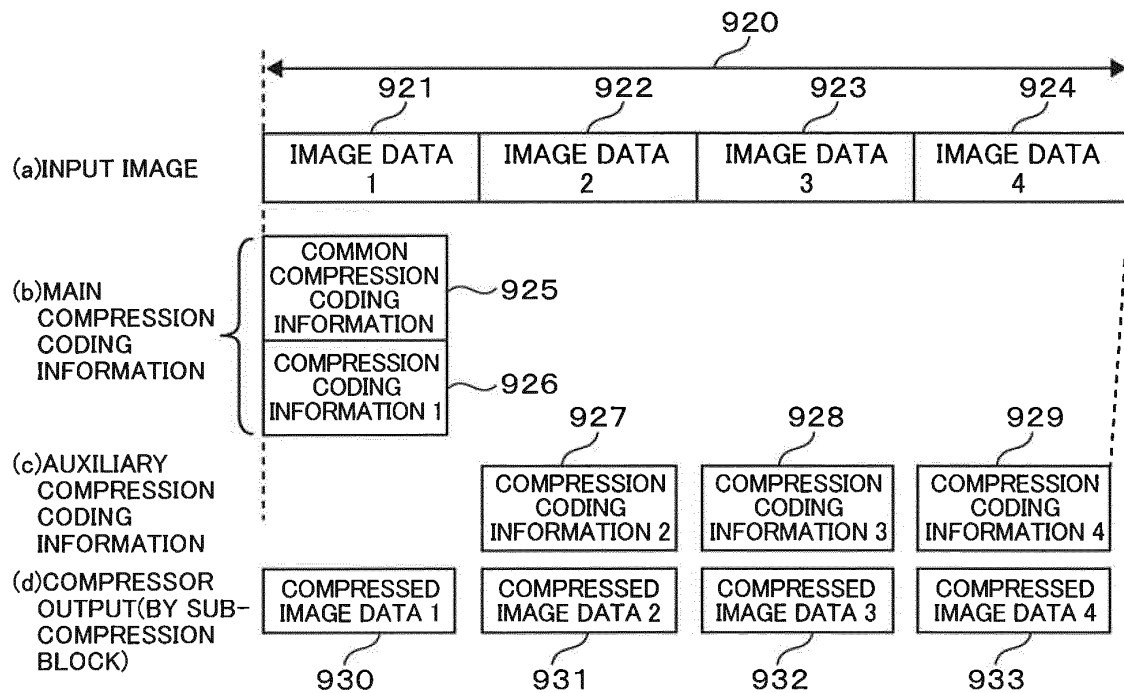 920
921
922
923
924
(a)INPUT IMAGE
IMAGE DATA
1
IMAGE DATA
2
IMAGE DATA
3
IMAGE DATA
4
(b)MAIN
COMPRESSION
CODING
INFORMATION
COMMON
COMPRESSION
CODING
INFORMATION
925
COMPRESSION
CODING
INFORMATION 1
926
927
928
929
(c)AUXILIARY
COMPRESSION
CODING
INFORMATION
COMPRESSION
CODING
INFORMATION 2
COMPRESSION
CODING
INFORMATION 3
COMPRESSION
CODING
INFORMATION 4
(d)COMPRESSOR
OUTPUT(BY SUB-
COMPRESSION
BLOCK)
COMPRESSED
IMAGE DATA 1
COMPRESSED
IMAGE DATA 2
COMPRESSED
IMAGE DATA 3
COMPRESSED
IMAGE DATA 4
930
931
932
933